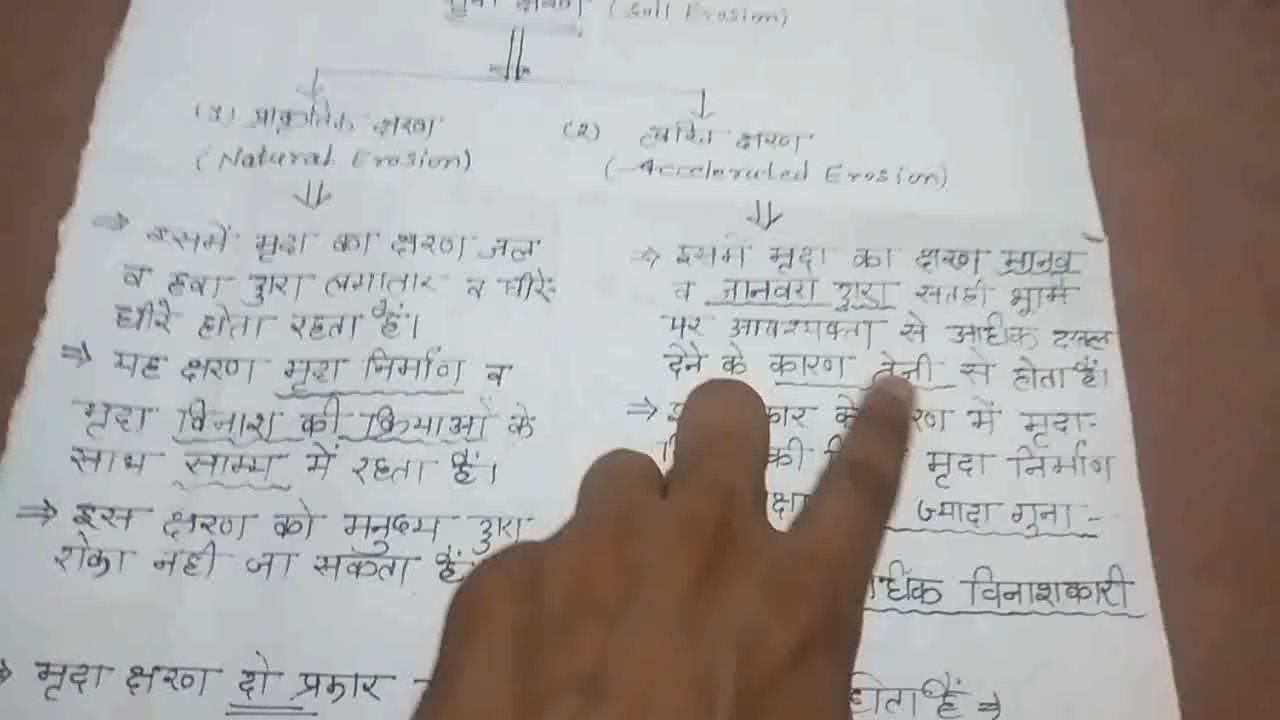 मृदा क्षरण (Soil Erosion)
(1) प्राकृतिक क्षरण
(Natural Erosion)
⇒ इसमें मृदा का क्षरण जल
व हवा द्वारा लगातार व धीरे-
धीरे होता रहता है।
⇒ यह क्षरण मृदा निर्माण व
मृदा विनाश की क्रियाओं के
साथ साम्य में रहता है।
⇒ इस क्षरण को मनुष्य द्वारा
रोका नही जा सकता है
(2) त्वरित क्षरण
(Accelerated Erosion)
⇒ इसमें मृदा का क्षरण मानव
व जानवरों द्वारा सतही भूमि
पर आवश्यक्ता से अधिक दखल
देने के कारण तेजी से होता है।
⇒ के में मृदा-
की मृदा निर्माण
ज्यादा गुना -
विनाशकारी
मृदा क्षरण दो प्रकार
होता है ⇒